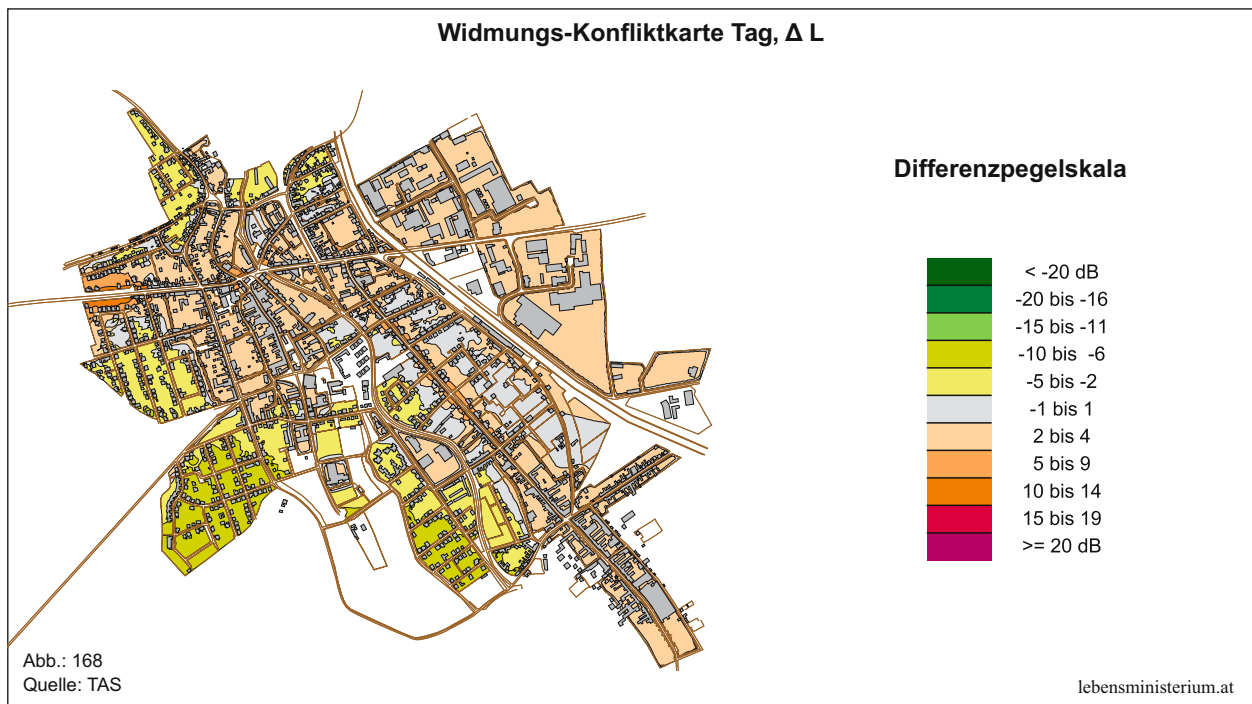 Widmungs-Konfliktkarte Tag, Δ L
Differenzpegelskala
< -20 dB
-20 bis -16
-15 bis -11
-10 bis -6
-5 bis -2
-1 bis 1
2 bis 4
5 bis 9
10 bis 14
15 bis 19
>= 20 dB
Abb.: 168
Quelle: TAS
lebensministerium.at